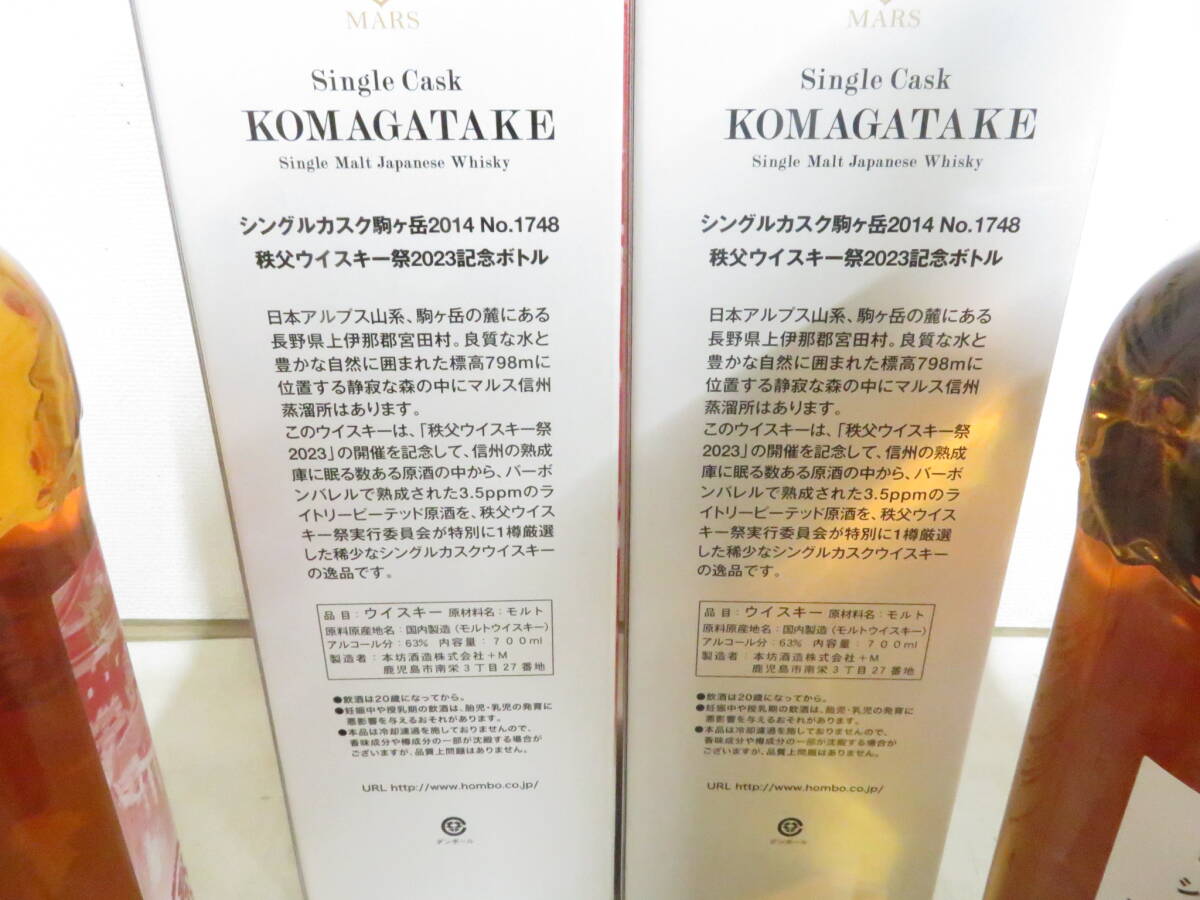 MARS
Single Cask
KOMAGATAKE
Single Malt Japanese Whisky
シングルカスク駒ヶ岳2014 No.1748
秩父ウイスキー祭2023記念ボトル
日本アルプス山系、駒ヶ岳の麓にある
長野県上伊那郡宮田村。良質な水と
豊かな自然に囲まれた標高798mに
位置する静寂な森の中にマルス信州
蒸溜所はあります。
このウイスキーは、「秩父ウイスキー祭
2023」の開催を記念して、信州の熟成
庫に眠る数ある原酒の中から、バーボ
ンバレルで熟成された3.5ppmのラ
イトリーピーテッド原酒を、秩父ウイス
キー祭実行委員会が特別に1樽厳選
した稀少なシングルカスクウイスキー
の逸品です。
品目：ウイスキー 原材料名：モルト
原料原産地名：国内製造（モルトウイスキー）
アルコール分：63% 内容量：700ml
製造者：本坊酒造株式会社＋M
鹿児島市南栄3丁目27番地
●飲酒は20歳になってから。
●妊娠中や授乳期の飲酒は、胎児・乳児の発育に
悪影響を与えるおそれがあります。
●本品は冷却濾過を施しておりませんので、
香味成分や樽成分の一部が沈殿する場合が
ございますが、品質上問題はありません。
URL http://www.hombo.co.jp/
ダンボール
MARS
Single Cask
KOMAGATAKE
Single Malt Japanese Whisky
シングルカスク駒ヶ岳2014 No.1748
秩父ウイスキー祭2023記念ボトル
日本アルプス山系、駒ヶ岳の麓にある
長野県上伊那郡宮田村。良質な水と
豊かな自然に囲まれた標高798mに
位置する静寂な森の中にマルス信州
蒸溜所はあります。
このウイスキーは、「秩父ウイスキー祭
2023」の開催を記念して、信州の熟成
庫に眠る数ある原酒の中から、バーボ
ンバレルで熟成された3.5ppmのラ
イトリーピーテッド原酒を、秩父ウイス
キー祭実行委員会が特別に1樽厳選
した稀少なシングルカスクウイスキー
の逸品です。
品目：ウイスキー 原材料名：モルト
原料原産地名：国内製造（モルトウイスキー）
アルコール分：63% 内容量：700ml
製造者：本坊酒造株式会社＋M
鹿児島市南栄3丁目27番地
●飲酒は20歳になってから。
●妊娠中や授乳期の飲酒は、胎児・乳児の発育に
悪影響を与えるおそれがあります。
●本品は冷却濾過を施しておりませんので、
香味成分や樽成分の一部が沈殿する場合が
ございますが、品質上問題はありません。
URL http://www.hombo.co.jp/
ダンボール